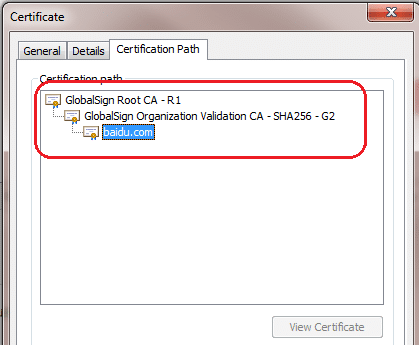 Certificate
General Details Certification Path
Certification path
GlobalSign Root CA - R1
GlobalSign Organization Validation CA - SHA256 - G2
baidu.com
View Certificate